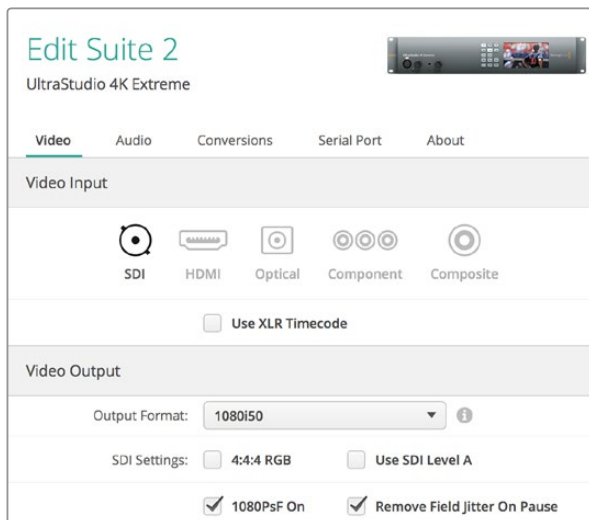 Edit Suite 2
UltraStudio 4K Extreme
Video Audio Conversions Serial Port About
Video Input
SDI HDMI Optical Component Composite
Use XLR Timecode
Video Output
Output Format: 1080i50
SDI Settings: 4:4:4 RGB Use SDI Level A
1080PsF On Remove Field Jitter On Pause